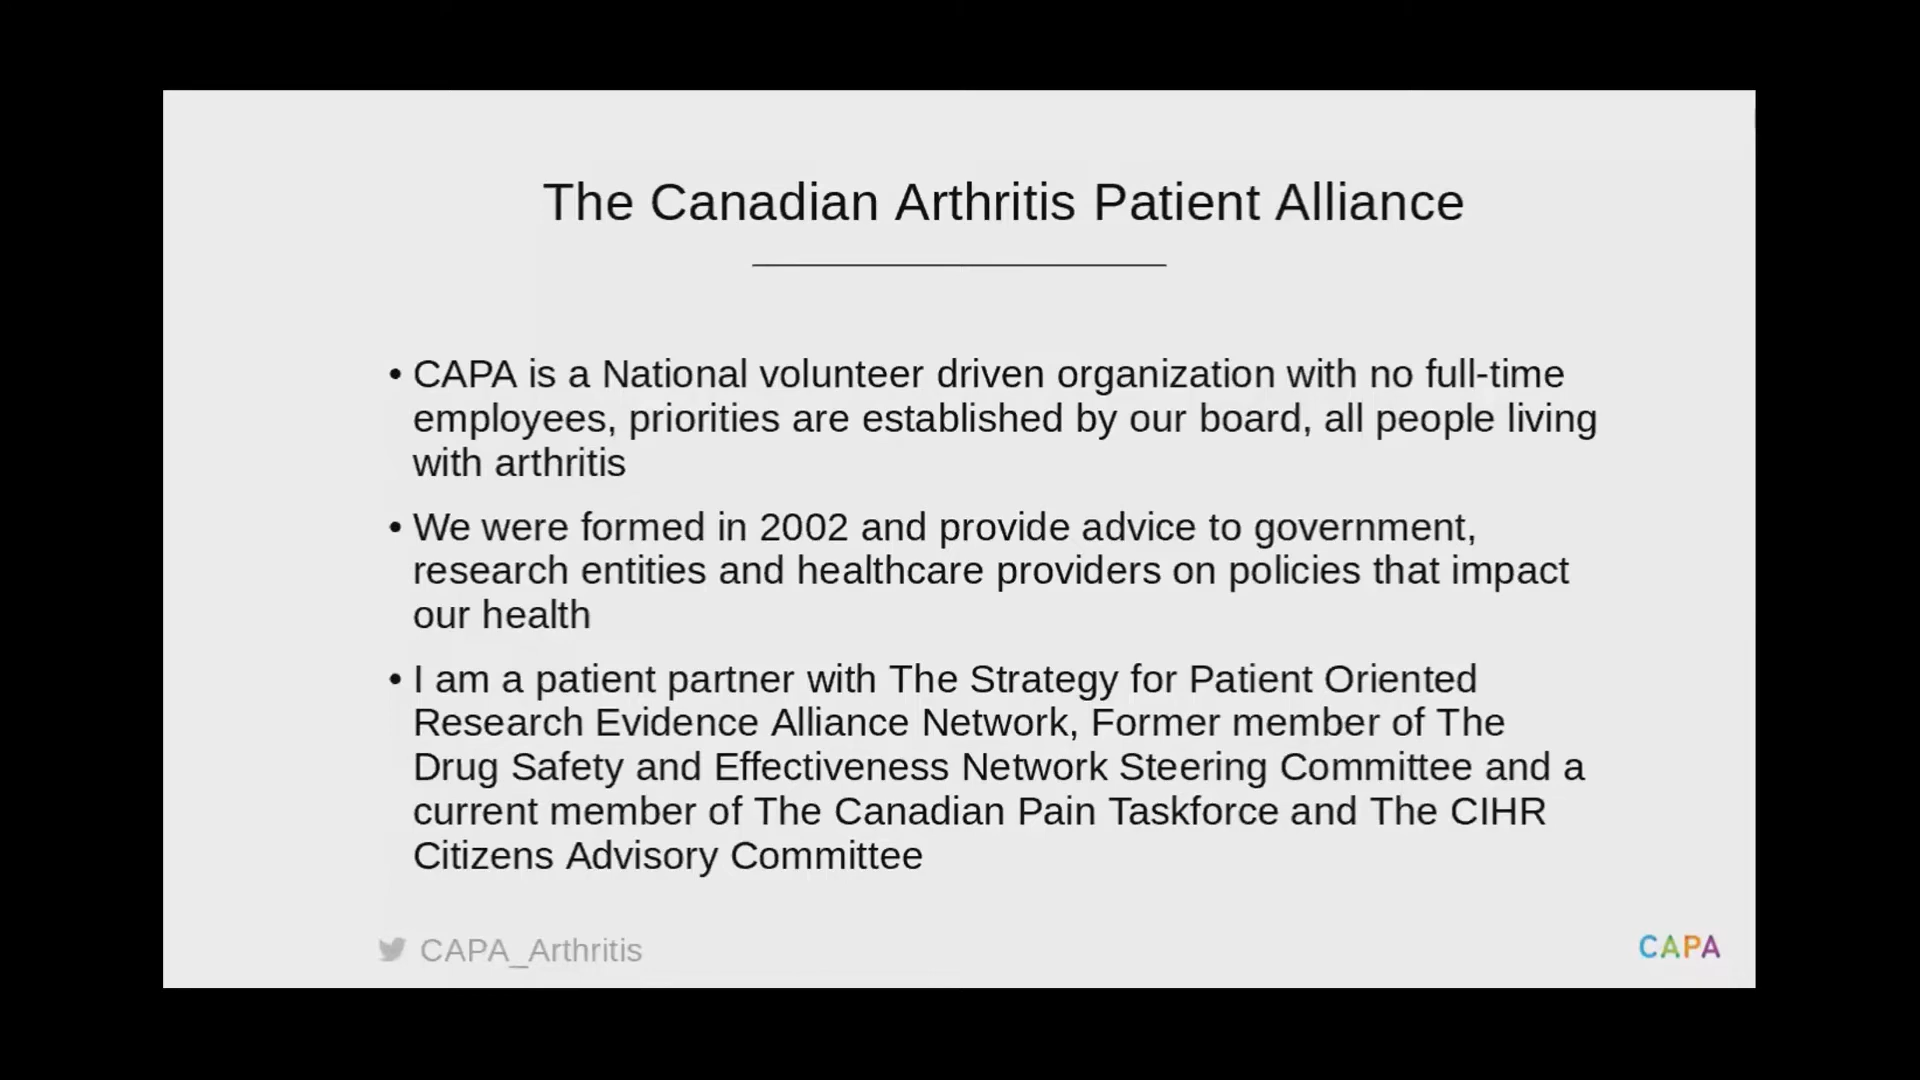 The Canadian Arthritis Patient Alliance
• CAPA is a National volunteer driven organization with no full-time
employees, priorities are established by our board, all people living
with arthritis
• We were formed in 2002 and provide advice to government,
research entities and healthcare providers on policies that impact
our health
• I am a patient partner with The Strategy for Patient Oriented
Research Evidence Alliance Network, Former member of The
Drug Safety and Effectiveness Network Steering Committee and a
current member of The Canadian Pain Taskforce and The CIHR
Citizens Advisory Committee
CAPA_Arthritis
CAPA